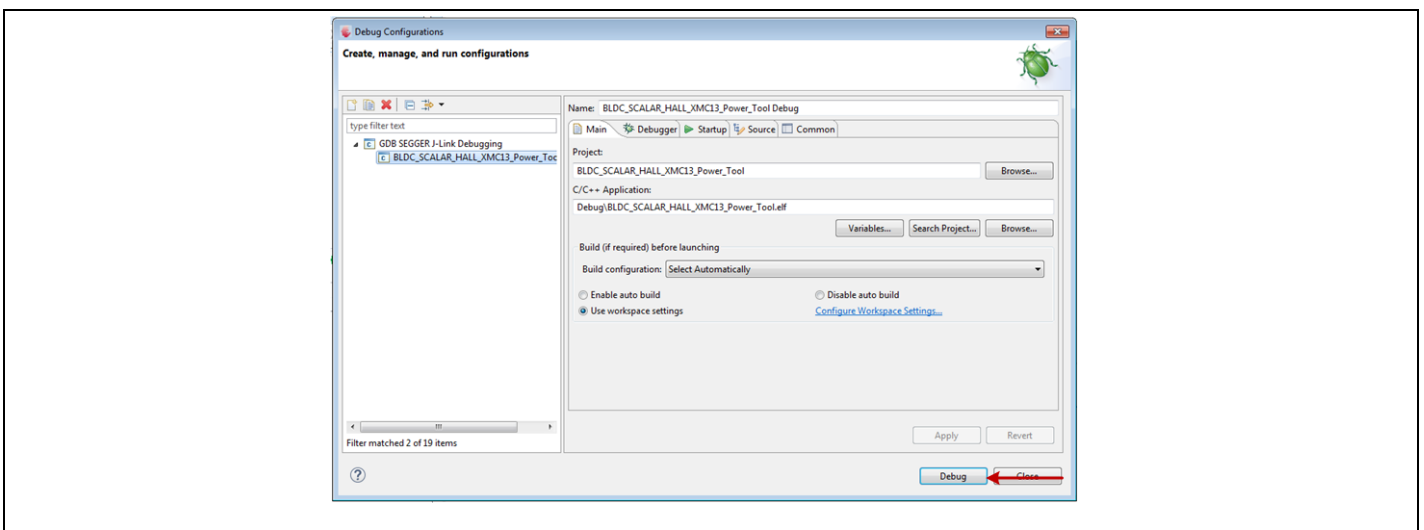 Debug Configurations
Create, manage, and run configurations
type filter text
GDB SEGGER J-Link Debugging
BLDC_SCALAR_HALL_XMC13_Power_Toc
Filter matched 2 of 19 items
Name: BLDC_SCALAR_HALL_XMC13_Power_Tool Debug
Main Debugger Startup Source Common
Project:
BLDC_SCALAR_HALL_XMC13_Power_Tool Browse...
C/C++ Application:
Debug\BLDC_SCALAR_HALL_XMC13_Power_Tool.elf
Variables... Search Project... Browse...
Build (if required) before launching
Build configuration: Select Automatically
Enable auto build Disable auto build
Use workspace settings Configure Workspace Settings...
Apply Revert
Debug Close